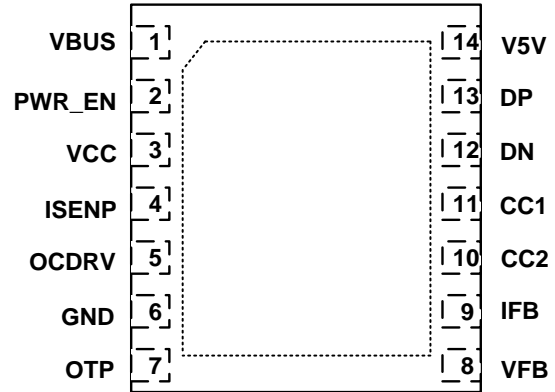 VBUS 1 14 V5V
PWR_EN 2 13 DP
VCC 3 12 DN
ISENP 4 11 CC1
OCDRV 5 10 CC2
GND 6 9 IFB
OTP 7 8 VFB